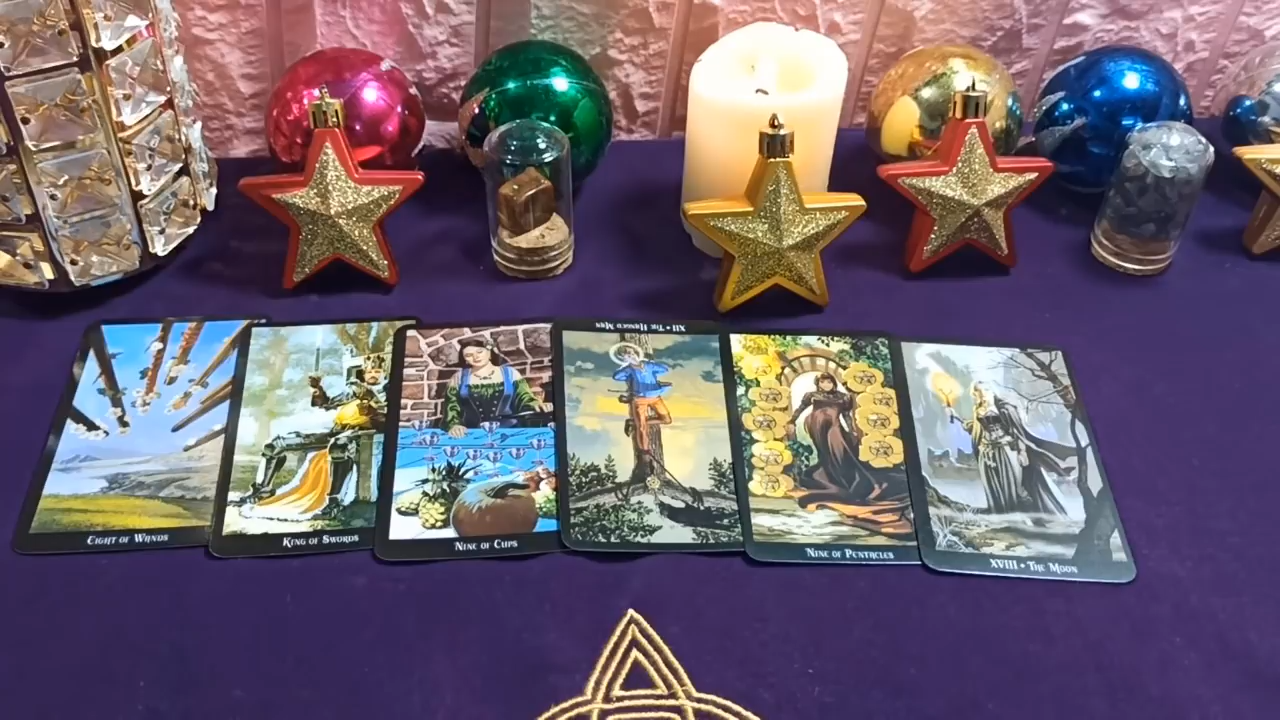 Eight of Wands
King of Swords
Nine of Cups
XII • The Hanged Man
Nine of Pentacles
XVIII • The Moon